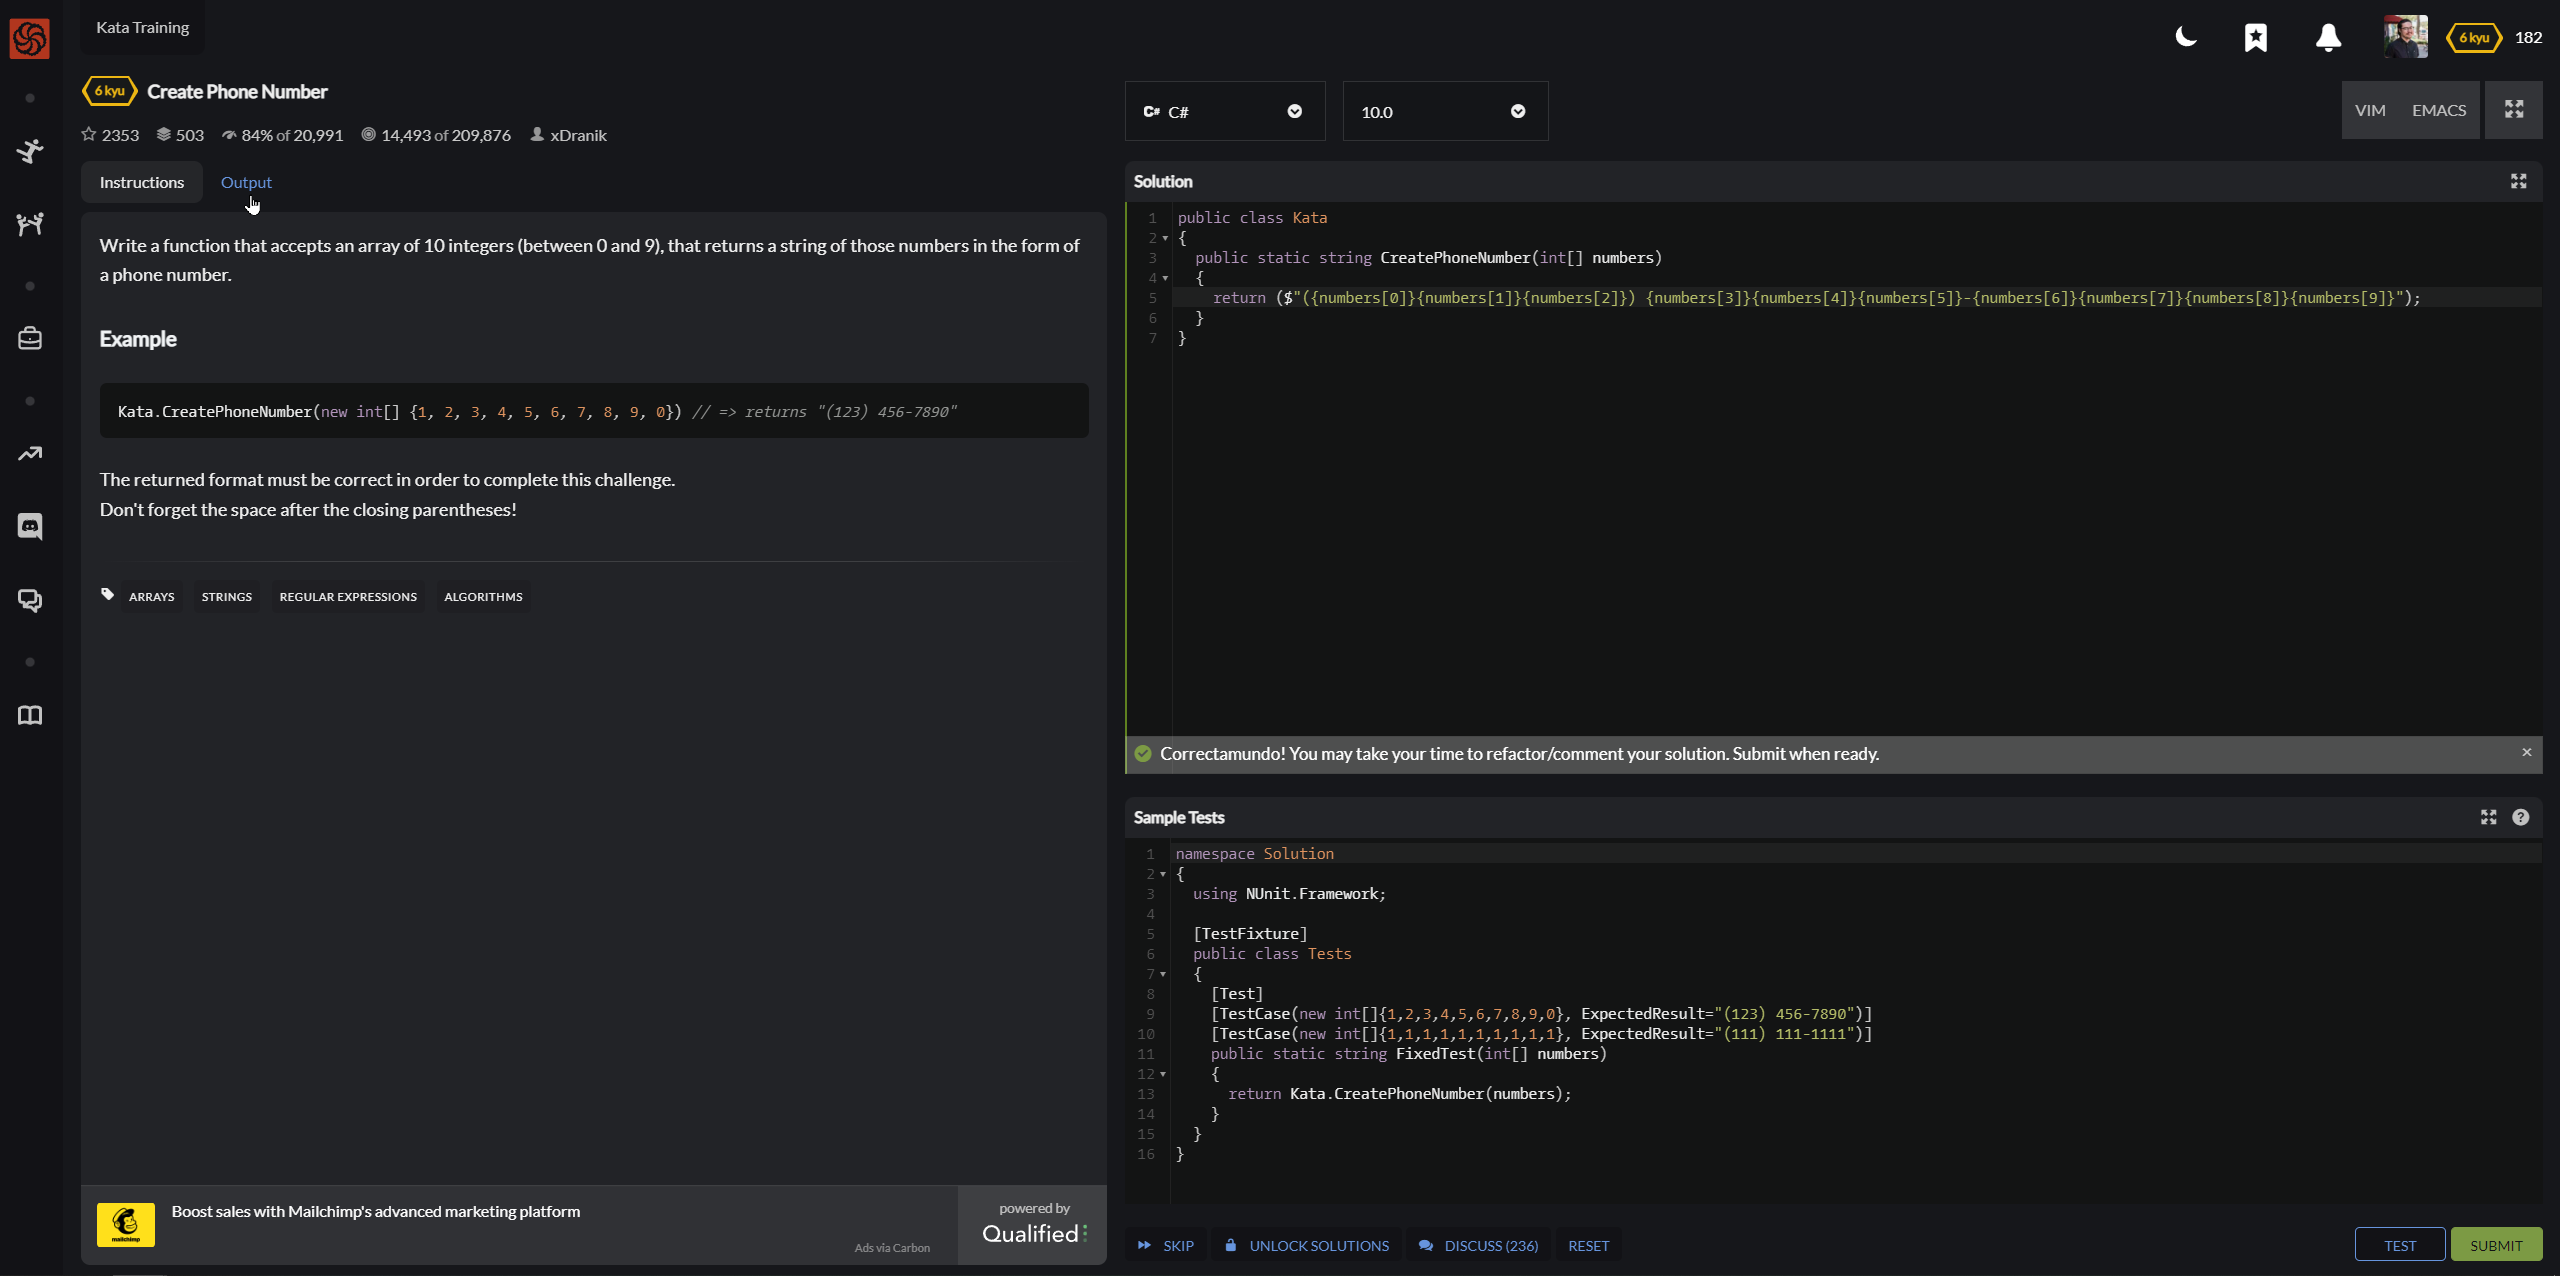 Kata Training
6 kyu
182
6 kyu
Create Phone Number
2353
503
84% of 20,991
14,493 of 209,876
xDranik
Instructions
Output
Write a function that accepts an array of 10 integers (between 0 and 9), that returns a string of those numbers in the form of
a phone number.
Example
Kata.CreatePhoneNumber(new int[] {1, 2, 3, 4, 5, 6, 7, 8, 9, 0}) // => returns "(123) 456-7890"
The returned format must be correct in order to complete this challenge.
Don't forget the space after the closing parentheses!
ARRAYS
STRINGS
REGULAR EXPRESSIONS
ALGORITHMS
mailchimp
Boost sales with Mailchimp's advanced marketing platform
Ads via Carbon
powered by
Qualified
C# C#
10.0
VIM
EMACS
Solution
1 public class Kata
2 {
3 public static string CreatePhoneNumber(int[] numbers)
4 {
5 return ($"({numbers[0]}{numbers[1]}{numbers[2]}) {numbers[3]}{numbers[4]}{numbers[5]}-{numbers[6]}{numbers[7]}{numbers[8]}{numbers[9]}");
6 }
7 }
Correctamundo! You may take your time to refactor/comment your solution. Submit when ready.
×
Sample Tests
?
1 namespace Solution
2 {
3 using NUnit.Framework;
4
5 [TestFixture]
6 public class Tests
7 {
8 [Test]
9 [TestCase(new int[]{1,2,3,4,5,6,7,8,9,0}, ExpectedResult="(123) 456-7890")]
10 [TestCase(new int[]{1,1,1,1,1,1,1,1,1,1}, ExpectedResult="(111) 111-1111")]
11 public static string FixedTest(int[] numbers)
12 {
13 return Kata.CreatePhoneNumber(numbers);
14 }
15 }
16 }
SKIP
UNLOCK SOLUTIONS
DISCUSS (236)
RESET
TEST
SUBMIT